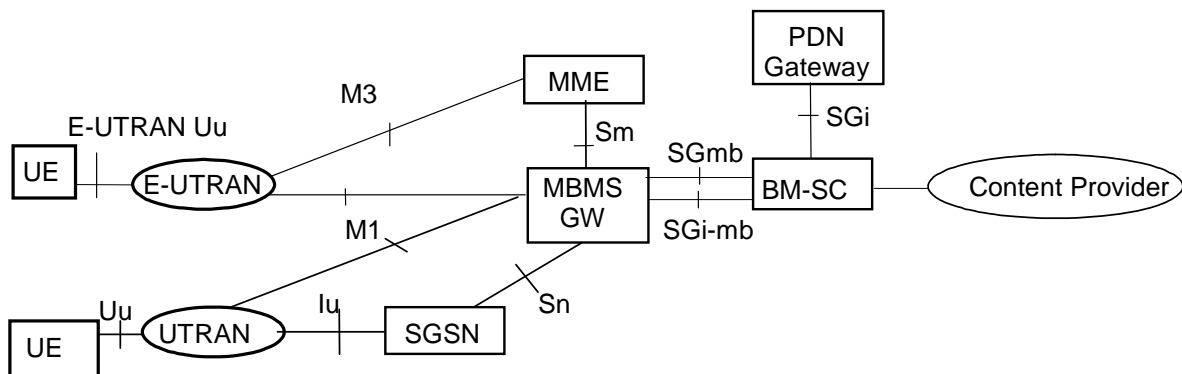 PDN
Gateway
MME
M3
SGi
E-UTRAN Uu
Sm
SGmb
UE
E-UTRAN
MBMS
GW
BM-SC
Content Provider
M1
SGi-mb
Uu
Iu
Sn
UTRAN
SGSN
UE